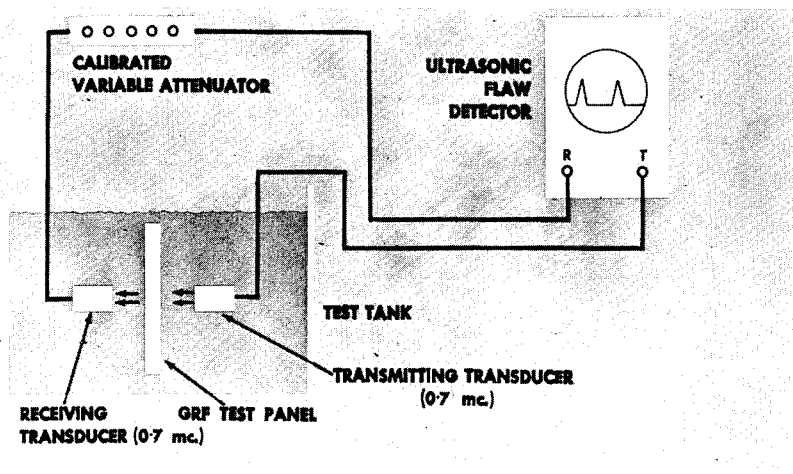 CALIBRATED
VARIABLE ATTENUATOR
ULTRASONIC
FLAW
DETECTOR
R
T
TEST TANK
TRANSMITTING TRANSDUCER
(0·7 mc.)
RECEIVING
TRANSDUCER (0·7 mc.)
GRF TEST PANEL